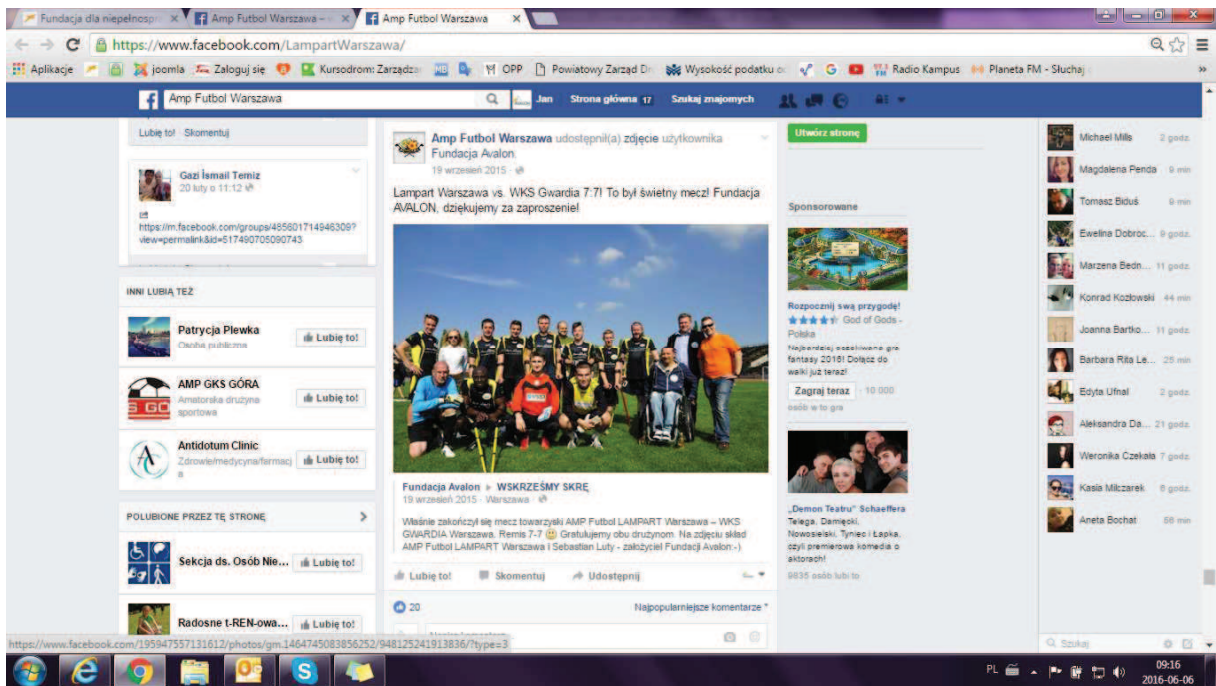 Fundacja dla niepełnospr
Amp Futbol Warszawa –
Amp Futbol Warszawa
https://www.facebook.com/LampartWarszawa/
Aplikacje
joomla
Zaloguj się
Kursodrom: Zarządza
OPP
Powiatowy Zarząd Dr
Wysokość podatku o
Radio Kampus
Planeta FM - Słuchaj
Amp Futbol Warszawa
Jan
Strona główna 17
Szukaj znajomych
Lubię to! Skomentuj
Gazi İsmail Temiz
20 luty o 11:12
https://m.facebook.com/groups/485601714946309?
view=permalink&id=517490705090743
INNI LUBIĄ TEŻ
Patrycja Plewka
Osoba publiczna
Lubię to!
AMP GKS GÓRA
Amatorska drużyna
sportowa
Lubię to!
Antidotum Clinic
Zdrowie/medycyna/farmacj
a
Lubię to!
POLUBIONE PRZEZ TĘ STRONĘ
Sekcja ds. Osób Nie...
Lubię to!
Radosne t-REN-owa...
Lubię to!
Amp Futbol Warszawa udostępnił(a) zdjęcie użytkownika
Fundacja Avalon.
19 wrzesień 2015
Lampart Warszawa vs. WKS Gwardia 7:7! To był świetny mecz! Fundacja
AVALON, dziękujemy za zaproszenie!
Fundacja Avalon ▸ WSKRZEŚMY SKRĘ
19 wrzesień 2015 · Warszawa
Właśnie zakończył się mecz towarzyski AMP Futbol LAMPART Warszawa – WKS
GWARDIA Warszawa. Remis 7-7 Gratulujemy obu drużynom. Na zdjęciu skład
AMP Futbol LAMPART Warszawa i Sebastian Luty - założyciel Fundacji Avalon:-)
Lubię to! Skomentuj Udostępnij
20
Najpopularniejsze komentarze
Utwórz stronę
Sponsorowane
Rozpocznij swą przygodę!
God of Gods -
Polska
Najbardziej oczekiwana gra
fantasy 2016! Dołącz do
walki już teraz!
Zagraj teraz · 10 000
osób w to gra
„Demon Teatru" Schaeffera
Telega, Damięcki,
Nowosielski, Tyniec i Łapka,
czyli premierowa komedia o
aktorach!
9835 osób lubi to
Michael Mills 2 godz.
Magdalena Penda 9 min
Tomasz Biduś 9 min
Ewelina Dobroc... 9 godz.
Marzena Bedn... 11 godz.
Konrad Kozłowski 44 min
Joanna Bartko... 11 godz.
Barbara Rita Le... 25 min
Edyta Ufnal 2 godz.
Aleksandra Da... 21 godz.
Weronika Czekała 7 godz.
Kasia Milczarek 6 godz.
Aneta Bochat 56 min
Szukaj
https://www.facebook.com/195947557131612/photos/gm.1464745083856252/948125241913836/?type=3
PL
09:16
2016-06-06